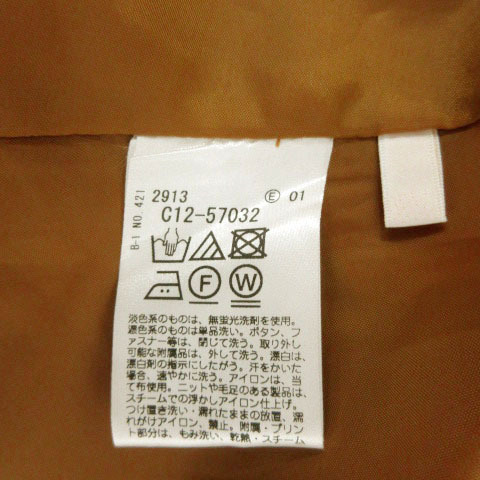 2913 Ⓔ 01
C12-57032
B-1 NO.421
Ⓕ Ⓦ
淡色系のものは、無蛍光洗剤を使用。
濃色系のものは単品洗い。ボタン、フ
ァスナー等は、閉じて洗う。取り外し
可能な附属品は、外して洗う。漂白は、
漂白剤の指示にしたがう。汗をかいた
場合、速やかに洗う。アイロンは、当
て布使用。ニットや毛足のある製品は、
スチームでの浮かしアイロン仕上げ。
つけ置き洗い・濡れたままの放置、濡
れがけアイロン、禁止。附属・プリン
ト部分は、もみ洗い、乾熱・スチーム